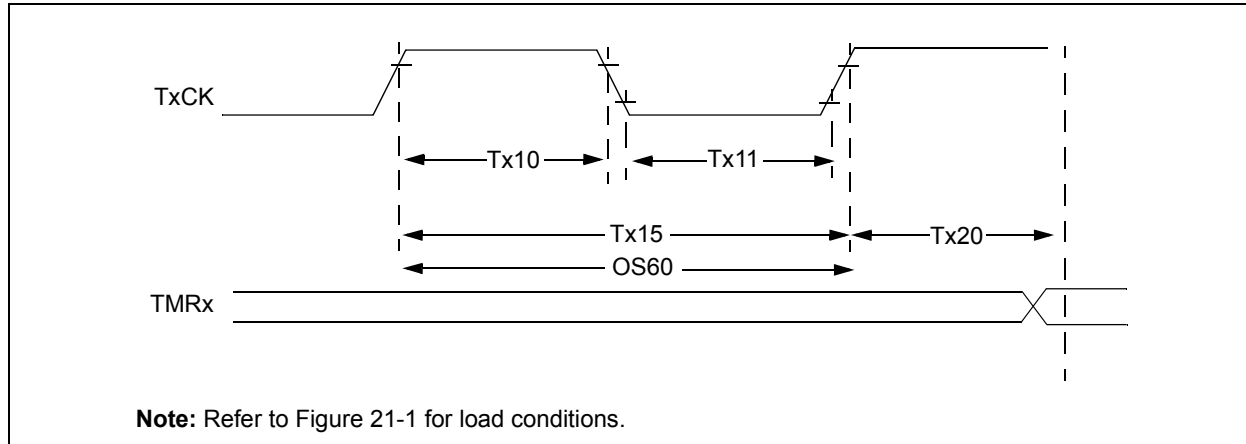 TxCK
Tx10
Tx11
Tx15
Tx20
OS60
TMRx
Note: Refer to Figure 21-1 for load conditions.